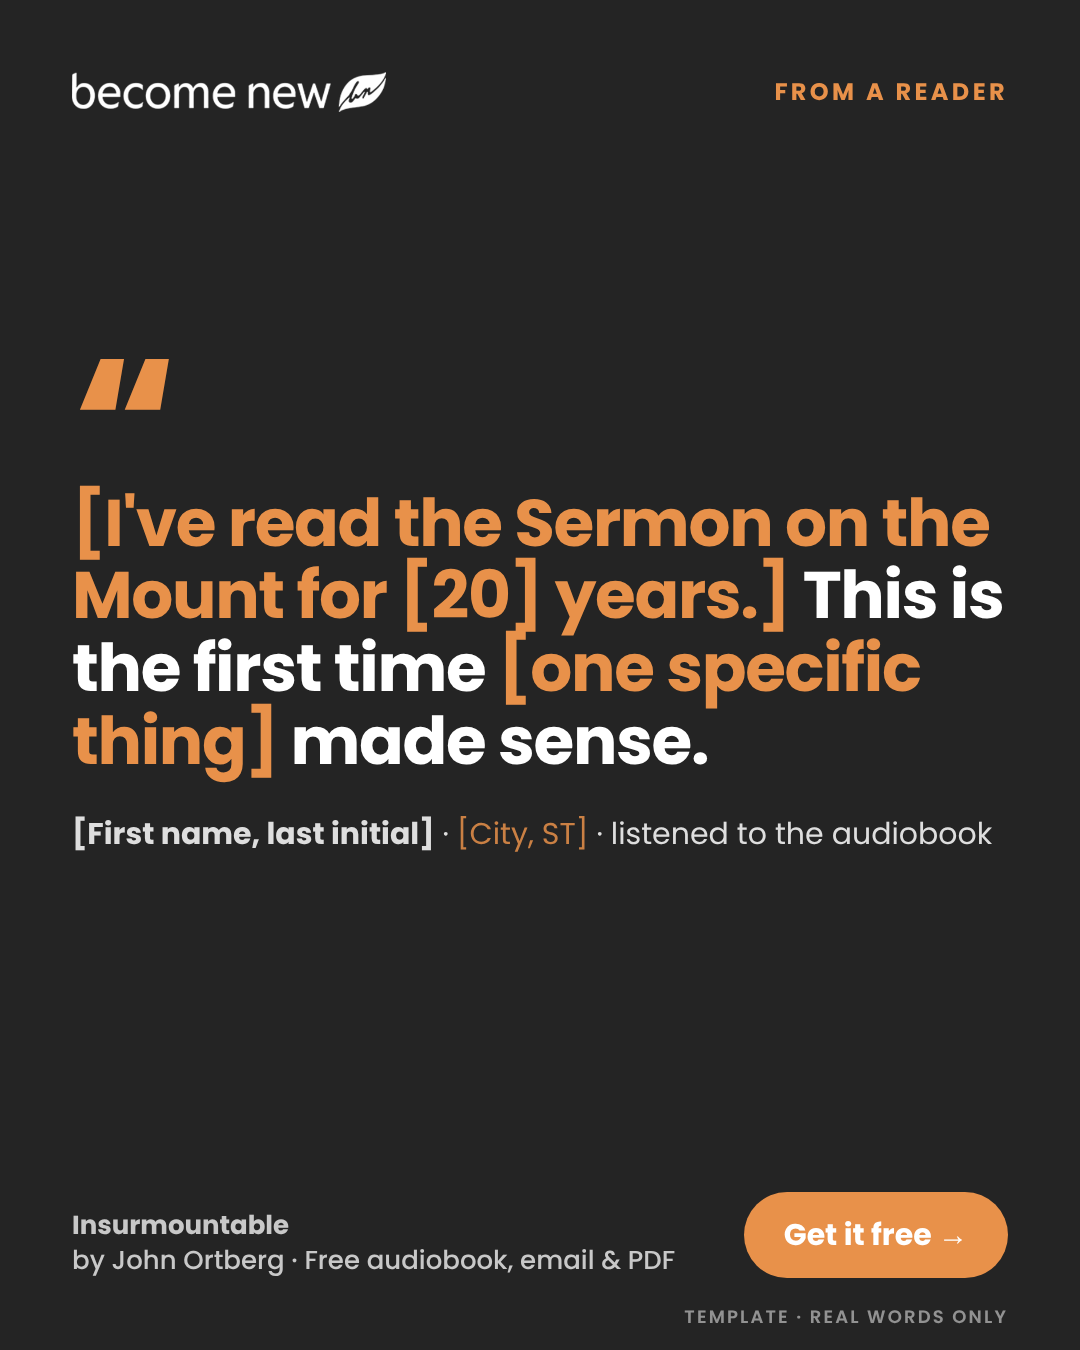 become new
FROM A READER
“
[I've read the Sermon on the
Mount for [20] years.] This is
the first time [one specific
thing] made sense.
[First name, last initial] · [City, ST] · listened to the audiobook
Insurmountable
by John Ortberg · Free audiobook, email & PDF
Get it free →
TEMPLATE · REAL WORDS ONLY